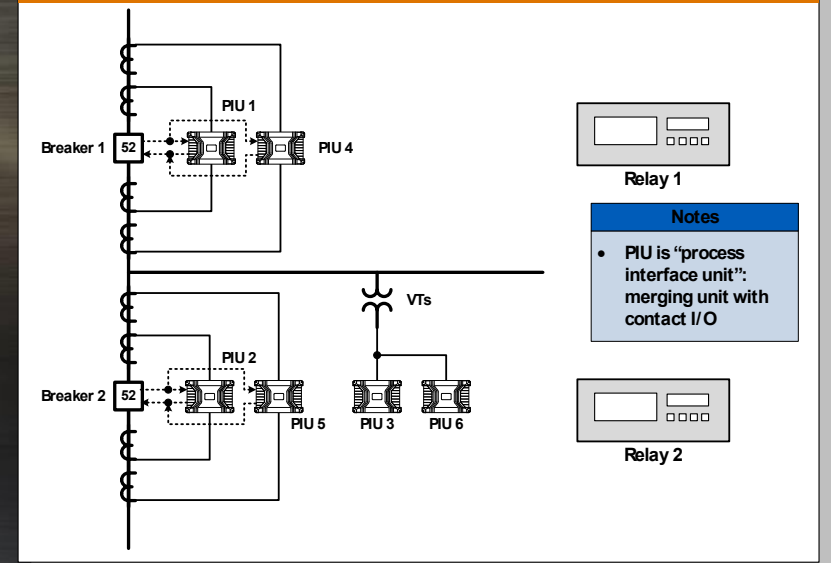 PIU 1
Breaker 1
52
PIU 4
Relay 1
Notes
• PIU is “process
interface unit”:
merging unit with
contact I/O
VTs
PIU 2
Breaker 2
52
PIU 5
PIU 3
PIU 6
Relay 2